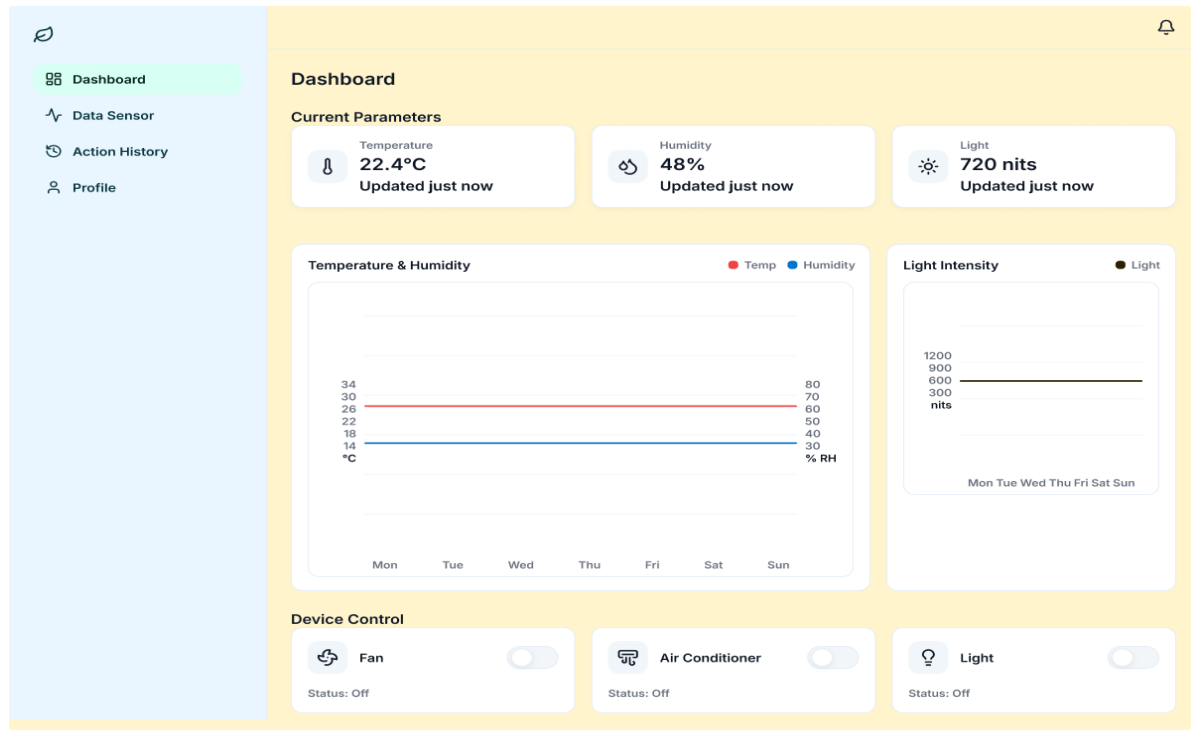 Dashboard
Data Sensor
Action History
Profile
Dashboard
Current Parameters
Temperature
22.4°C
Updated just now
Humidity
48%
Updated just now
Light
720 nits
Updated just now
Temperature & Humidity
Temp
Humidity
34
30
26
22
18
14
°C
80
70
60
50
40
30
% RH
Mon Tue Wed Thu Fri Sat Sun
Light Intensity
Light
1200
900
600
300
nits
Mon Tue Wed Thu Fri Sat Sun
Device Control
Fan
Status: Off
Air Conditioner
Status: Off
Light
Status: Off